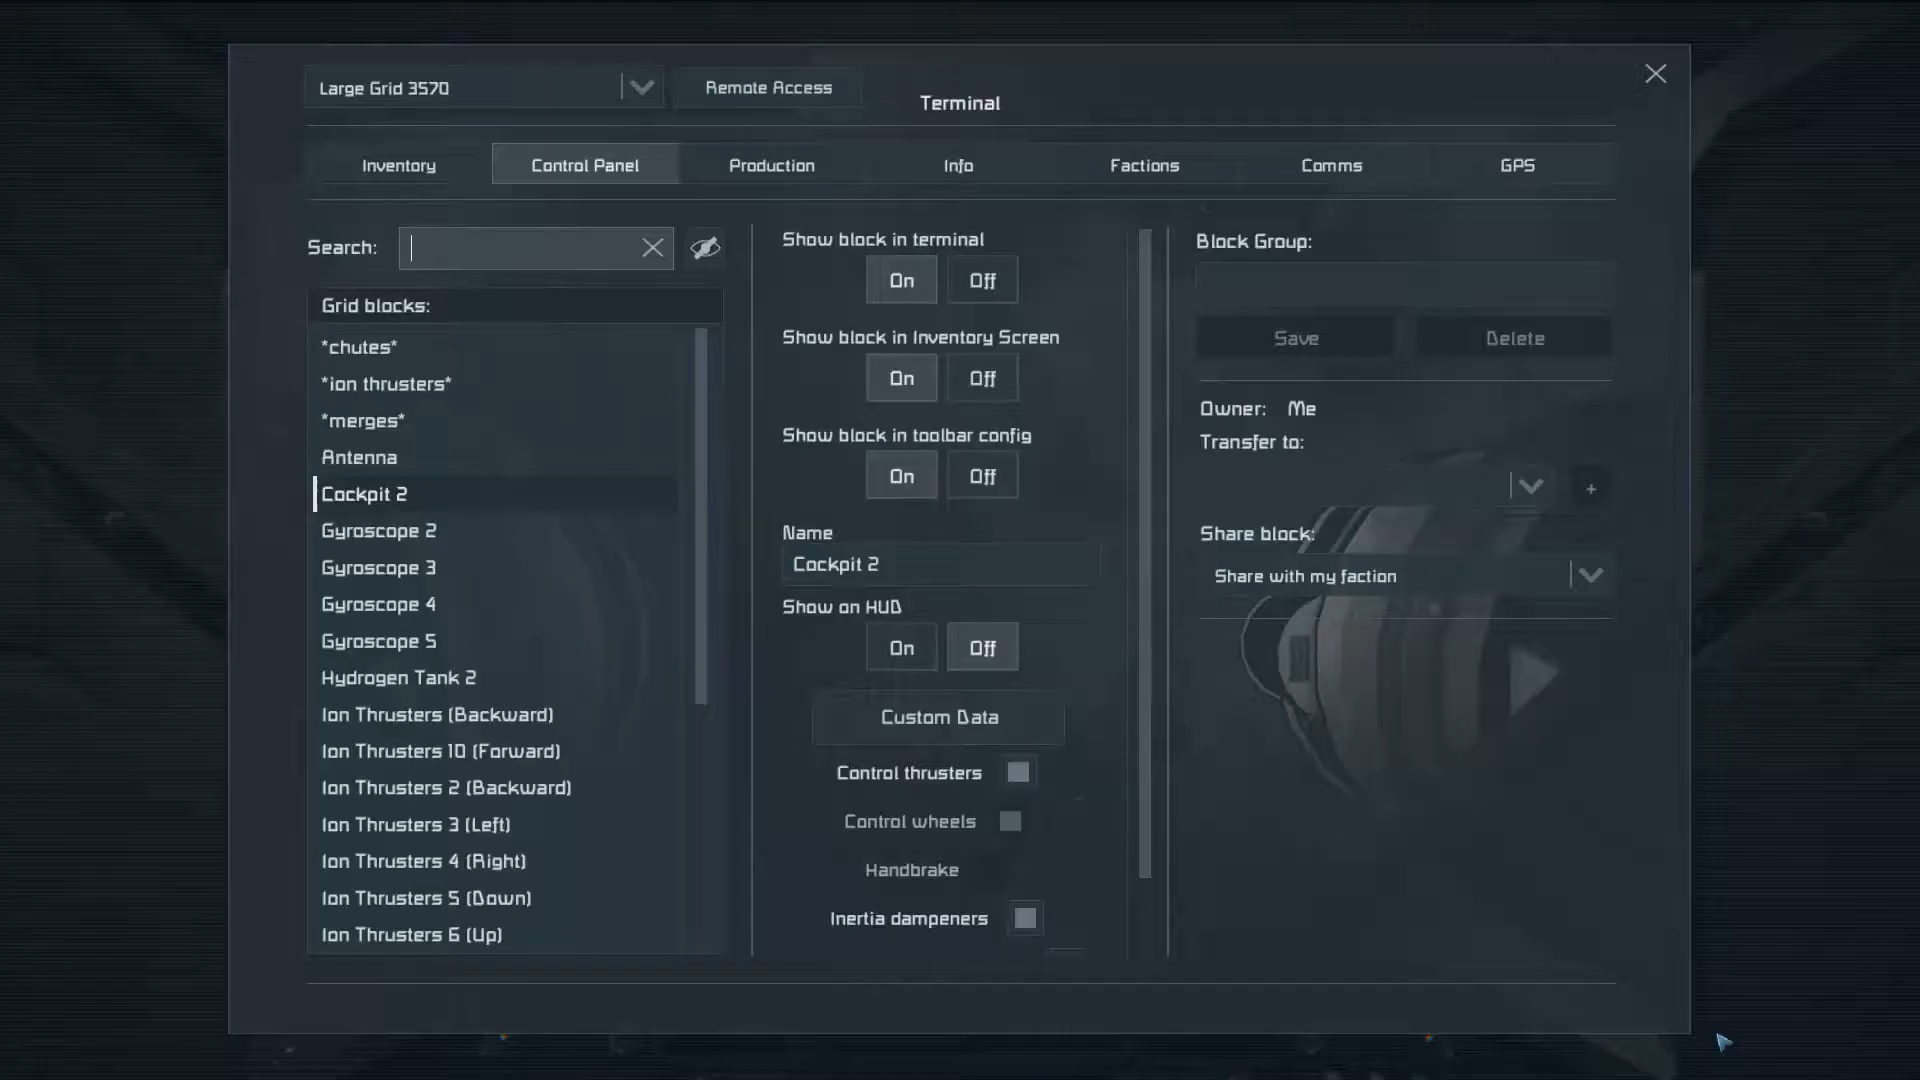 Large Grid 3570
Remote Access
Terminal
Inventory
Control Panel
Production
Info
Factions
Comms
GPS
Search:
Grid blocks:
*chutes*
*ion thrusters*
*merges*
Antenna
Cockpit 2
Gyroscope 2
Gyroscope 3
Gyroscope 4
Gyroscope 5
Hydrogen Tank 2
Ion Thrusters (Backward)
Ion Thrusters 10 (Forward)
Ion Thrusters 2 (Backward)
Ion Thrusters 3 (Left)
Ion Thrusters 4 (Right)
Ion Thrusters 5 (Down)
Ion Thrusters 6 (Up)
Show block in terminal
On Off
Show block in Inventory Screen
On Off
Show block in toolbar config
On Off
Name
Cockpit 2
Show on HUD
On Off
Custom Data
Control thrusters
Control wheels
Handbrake
Inertia dampeners
Block Group:
Save
Delete
Owner: Me
Transfer to:
+
Share block:
Share with my faction